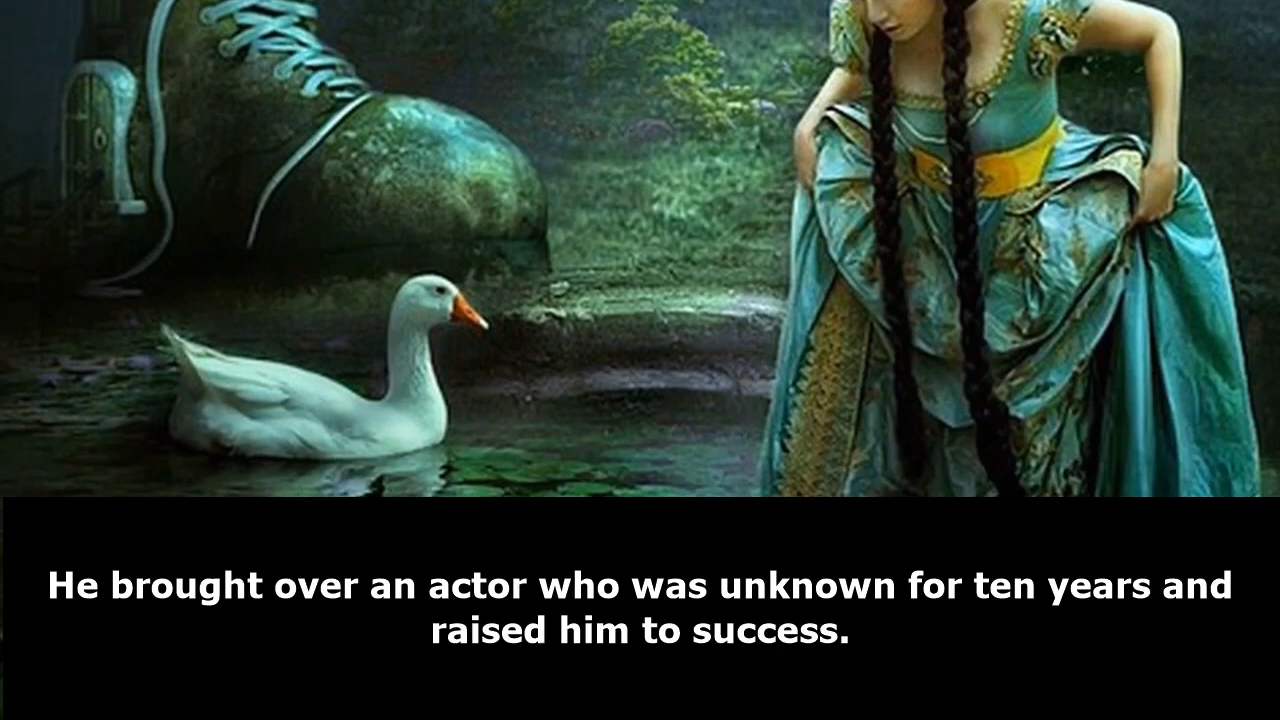 He brought over an actor who was unknown for ten years and
raised him to success.